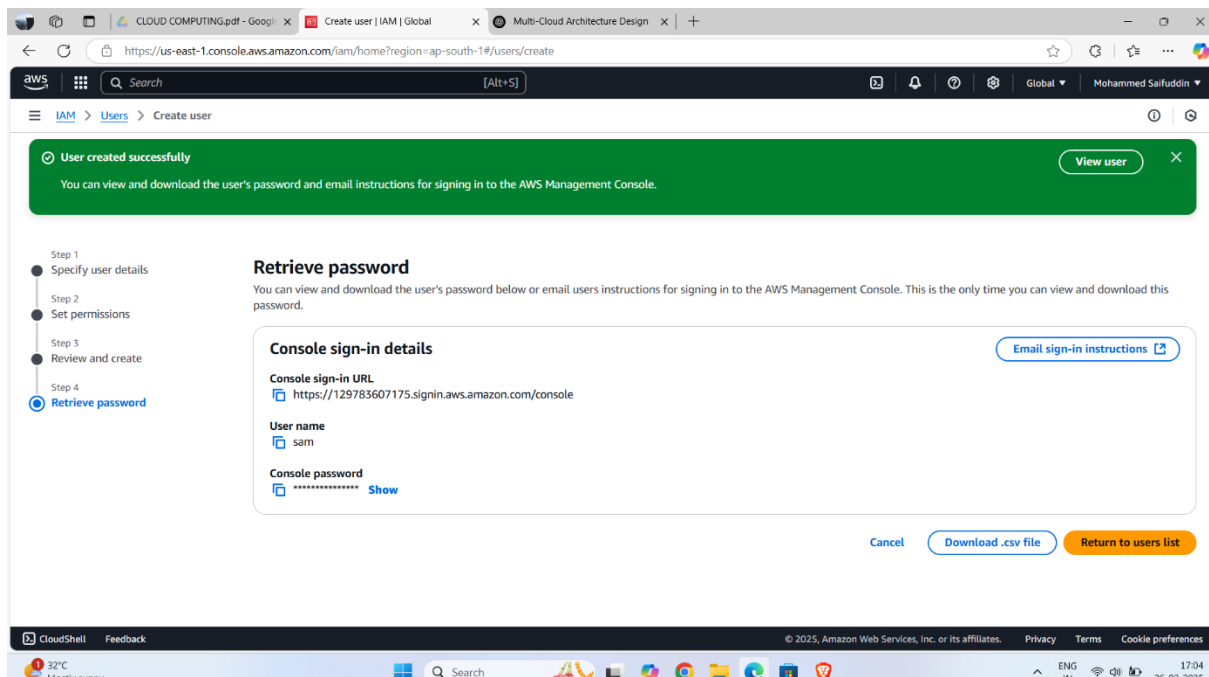 CLOUD COMPUTING.pdf - Googl
Create user | IAM | Global
Multi-Cloud Architecture Design
https://us-east-1.console.aws.amazon.com/iam/home?region=ap-south-1#/users/create
aws
Search
[Alt+S]
Global
Mohammed Saifuddin
IAM > Users > Create user
User created successfully
View user
You can view and download the user's password and email instructions for signing in to the AWS Management Console.
Step 1
Specify user details
Step 2
Set permissions
Step 3
Review and create
Step 4
Retrieve password
Retrieve password
You can view and download the user's password below or email users instructions for signing in to the AWS Management Console. This is the only time you can view and download this
password.
Console sign-in details
Email sign-in instructions
Console sign-in URL
https://129783607175.signin.aws.amazon.com/console
User name
sam
Console password
*************** Show
Cancel
Download .csv file
Return to users list
CloudShell
Feedback
© 2025, Amazon Web Services, Inc. or its affiliates.
Privacy
Terms
Cookie preferences
1
32°C
Search
ENG
17:04